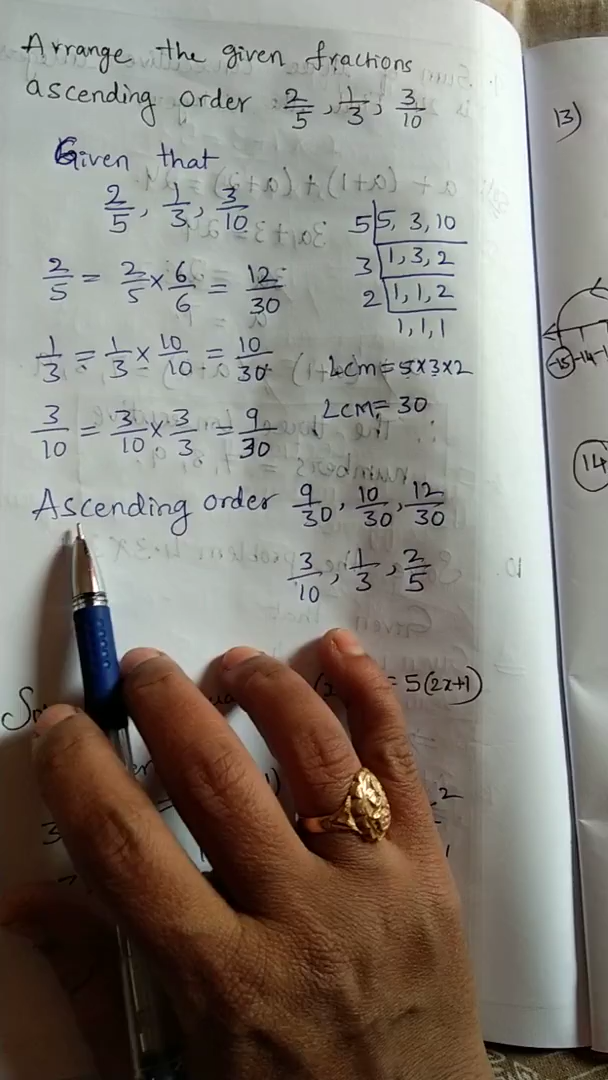 Arrange the given fractions
ascending order 2/5, 1/3, 3/10
Given that
2/5, 1/3, 3/10
5 | 5, 3, 10
3 | 1, 3, 2
2 | 1, 1, 2
1, 1, 1
2/5 = 2/5 × 6/6 = 12/30
1/3 = 1/3 × 10/10 = 10/30
LCM = 5×3×2
LCM = 30
3/10 = 3/10 × 3/3 = 9/30
Ascending order 9/30, 10/30, 12/30
3/10, 1/3, 2/5
= 5(2x+1)
13)
-15 -14 -1
14